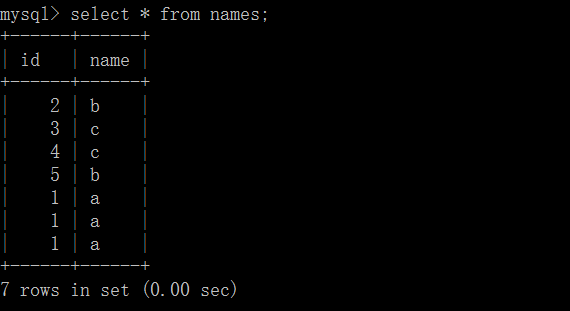 mysql> select * from names;
+------+------+
| id   | name |
+------+------+
|    2 | b    |
|    3 | c    |
|    4 | c    |
|    5 | b    |
|    1 | a    |
|    1 | a    |
|    1 | a    |
+------+------+
7 rows in set (0.00 sec)